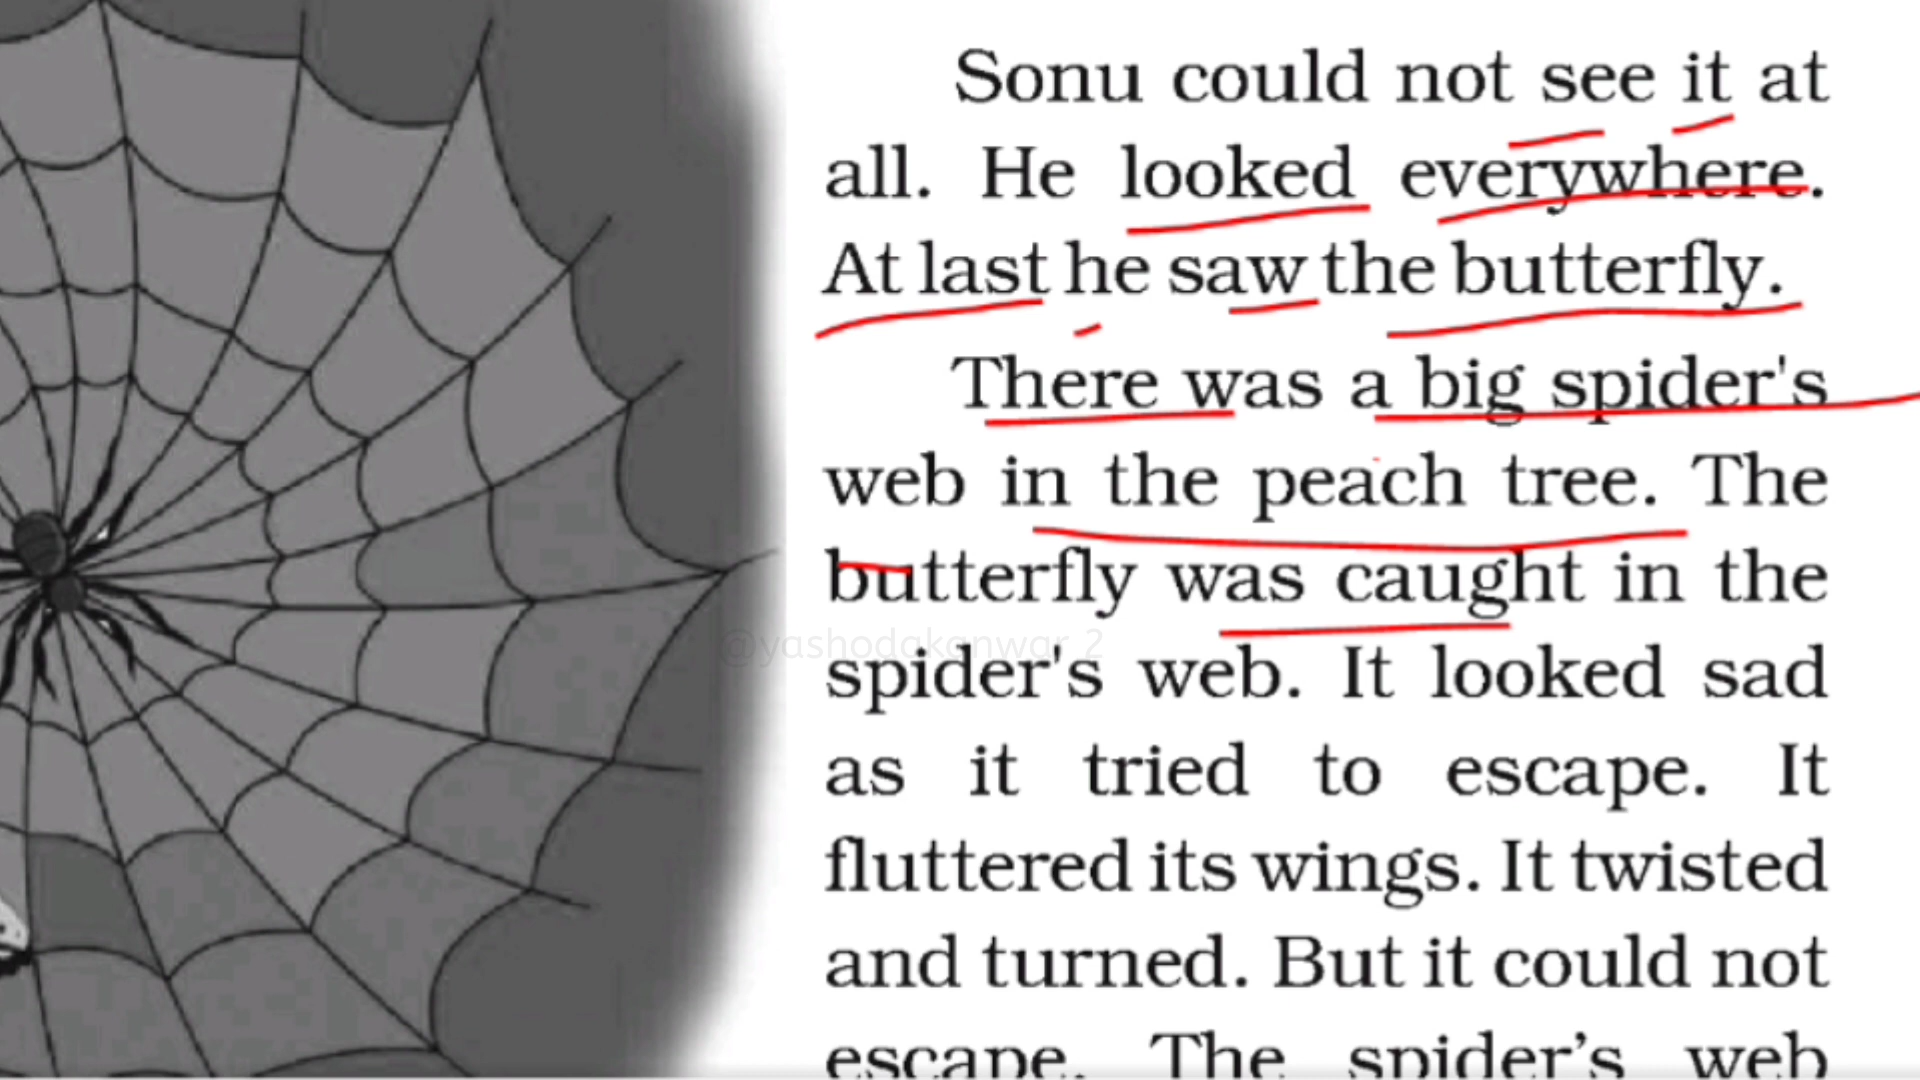 Sonu could not see it at
all. He looked everywhere.
At last he saw the butterfly.
There was a big spider's
web in the peach tree. The
butterfly was caught in the
@yashodakanwar_2
spider's web. It looked sad
as it tried to escape. It
fluttered its wings. It twisted
and turned. But it could not
escape. The spider’s web